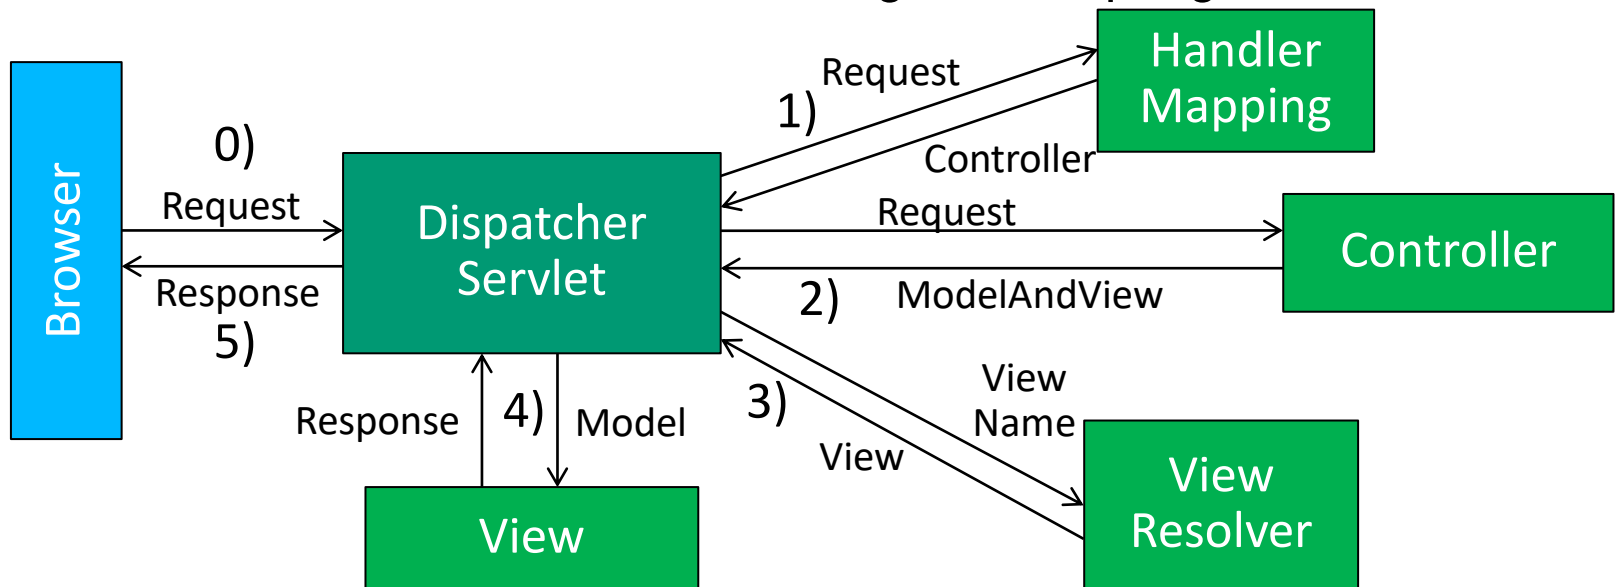 Handler
Mapping
Request
1)
Controller
0)
Request
Browser
Dispatcher
Servlet
Request
Controller
Response
5)
2)
ModelAndView
View
Name
3)
View
Response
4)
Model
View
View
Resolver